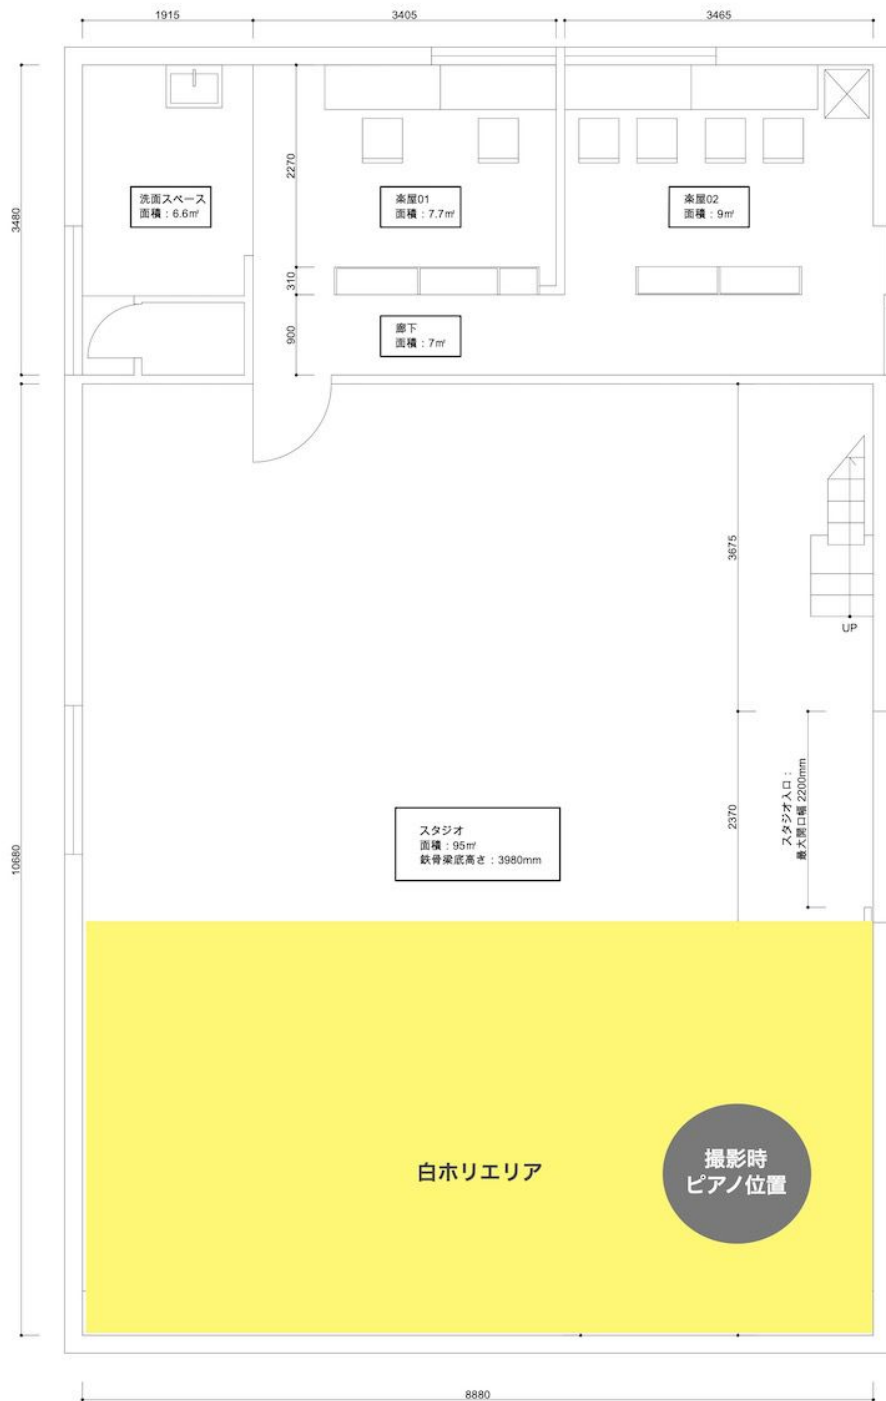 1915
3405
3465
3480
2270
310
900
洗面スペース
面積：6.6㎡
楽屋01
面積：7.7㎡
楽屋02
面積：9㎡
廊下
面積：7㎡
3675
UP
10680
2370
スタジオ入口：
最大開口幅 2200mm
スタジオ
面積：95㎡
鉄骨梁底高さ：3980mm
白ホリエリア
撮影時
ピアノ位置
8880